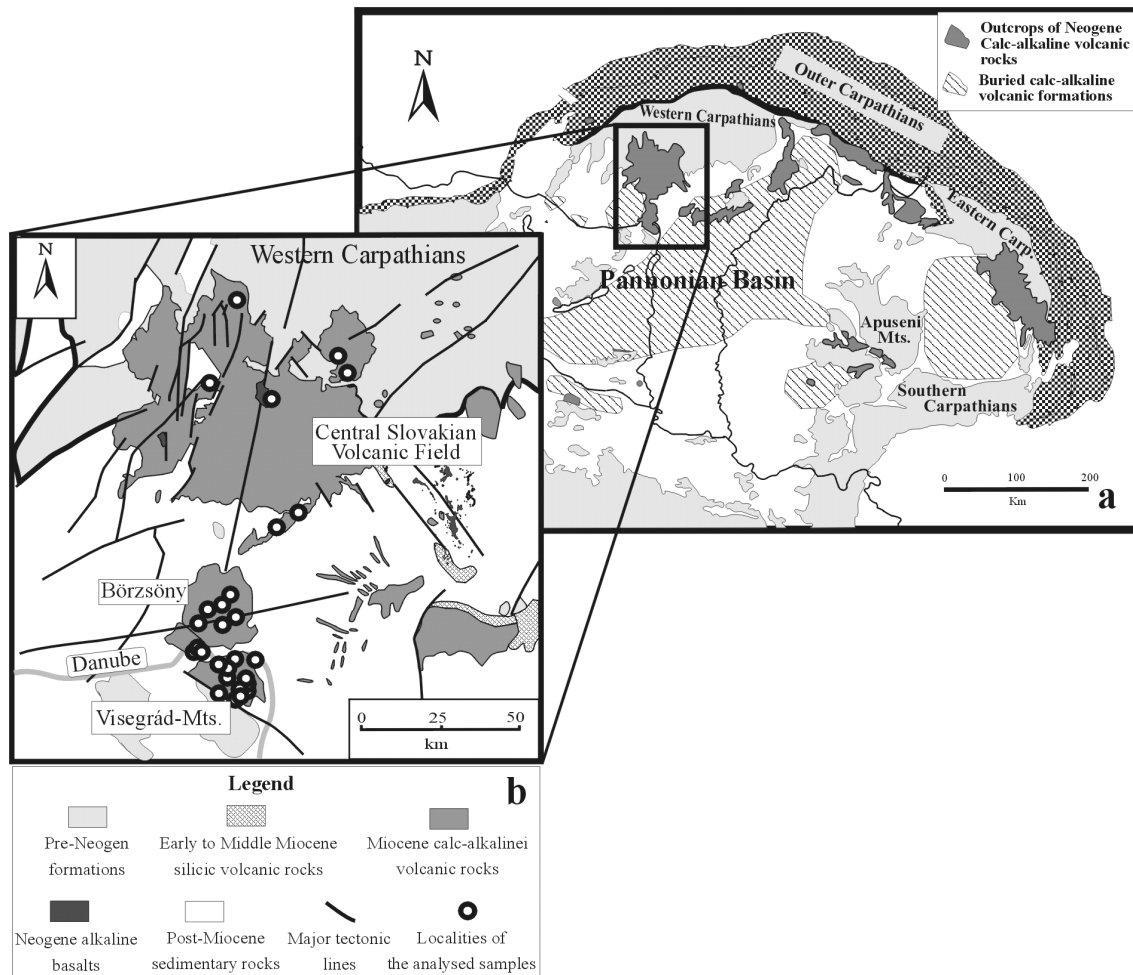 Outcrops of Neogene
Calc-alkaline volcanic
rocks
Buried calc-alkaline
volcanic formations
N
Outer Carpathians
Western Carpathians
Eastern Carp.
Pannonian Basin
Apuseni
Mts.
Southern
Carpathians
0 100 200
Km
a
N
Western Carpathians
Central Slovakian
Volcanic Field
Börzsöny
Danube
Visegrád-Mts.
0 25 50
km
Legend
b
Pre-Neogen
formations
Early to Middle Miocene
silicic volcanic rocks
Miocene calc-alkalinei
volcanic rocks
Neogene alkaline
basalts
Post-Miocene
sedimentary rocks
Major tectonic
lines
Localities of
the analysed samples